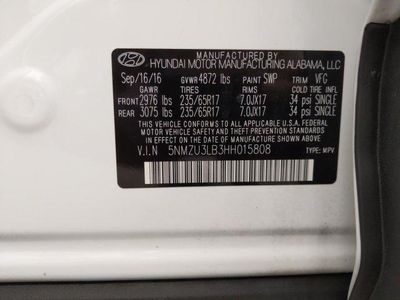 MANUFACTURED BY
HYUNDAI MOTOR MANUFACTURING ALABAMA, LLC
Sep/16/16 GVWR 4872 lbs PAINT SWP TRIM VFG
GAWR TIRES RIMS COLD TIRE INFL
FRONT 2976 lbs 235/65R17 7.0JX17 34 psi SINGLE
REAR 3075 lbs 235/65R17 7.0JX17 34 psi SINGLE
THIS VEHICLE CONFORMS TO ALL APPLICABLE FEDERAL
MOTOR VEHICLE SAFETY AND THEFT PREVENTION STANDARDS
IN EFFECT ON THE DATE OF MANUFACTURE SHOWN ABOVE
V.I.N 5NMZU3LB3HH015808 TYPE: MPV